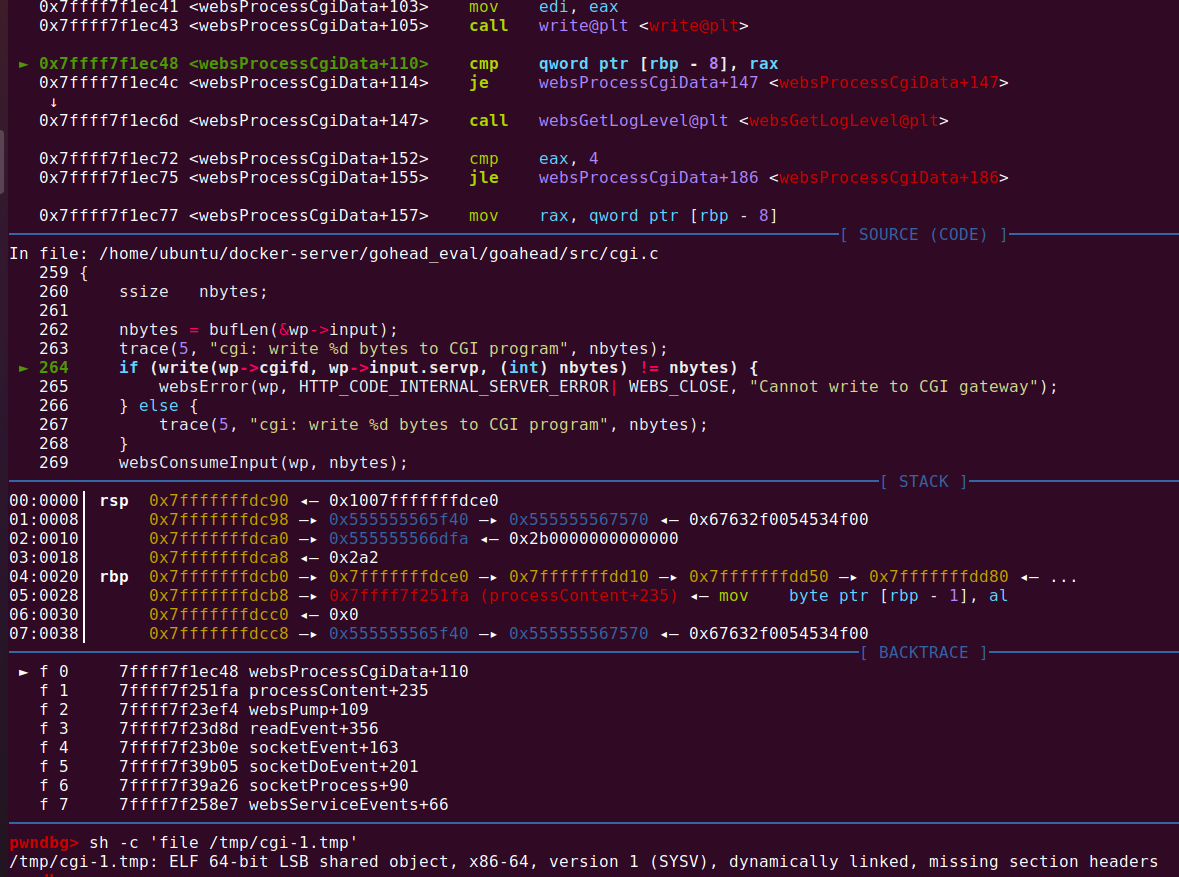 0x7ffff7f1ec41 <websProcessCgiData+103>    mov    edi, eax
0x7ffff7f1ec43 <websProcessCgiData+105>    call   write@plt <write@plt>
► 0x7ffff7f1ec48 <websProcessCgiData+110>    cmp    qword ptr [rbp - 8], rax
0x7ffff7f1ec4c <websProcessCgiData+114>    je     websProcessCgiData+147 <websProcessCgiData+147>
↓
0x7ffff7f1ec6d <websProcessCgiData+147>    call   websGetLogLevel@plt <websGetLogLevel@plt>
0x7ffff7f1ec72 <websProcessCgiData+152>    cmp    eax, 4
0x7ffff7f1ec75 <websProcessCgiData+155>    jle    websProcessCgiData+186 <websProcessCgiData+186>
0x7ffff7f1ec77 <websProcessCgiData+157>    mov    rax, qword ptr [rbp - 8]
[ SOURCE (CODE) ]
In file: /home/ubuntu/docker-server/gohead_eval/goahead/src/cgi.c
259 {
260     ssize   nbytes;
261
262     nbytes = bufLen(&wp->input);
263     trace(5, "cgi: write %d bytes to CGI program", nbytes);
► 264     if (write(wp->cgifd, wp->input.servp, (int) nbytes) != nbytes) {
265         websError(wp, HTTP_CODE_INTERNAL_SERVER_ERROR| WEBS_CLOSE, "Cannot write to CGI gateway");
266     } else {
267         trace(5, "cgi: write %d bytes to CGI program", nbytes);
268     }
269     websConsumeInput(wp, nbytes);
[ STACK ]
00:0000│ rsp  0x7fffffffdc90 ◂— 0x1007fffffffdce0
01:0008│      0x7fffffffdc98 —▸ 0x555555565f40 —▸ 0x555555567570 ◂— 0x67632f0054534f00
02:0010│      0x7fffffffdca0 —▸ 0x555555566dfa ◂— 0x2b0000000000000
03:0018│      0x7fffffffdca8 ◂— 0x2a2
04:0020│ rbp  0x7fffffffdcb0 —▸ 0x7fffffffdce0 —▸ 0x7fffffffdd10 —▸ 0x7fffffffdd50 —▸ 0x7fffffffdd80 ◂— ...
05:0028│      0x7fffffffdcb8 —▸ 0x7ffff7f251fa (processContent+235) ◂— mov    byte ptr [rbp - 1], al
06:0030│      0x7fffffffdcc0 ◂— 0x0
07:0038│      0x7fffffffdcc8 —▸ 0x555555565f40 —▸ 0x555555567570 ◂— 0x67632f0054534f00
[ BACKTRACE ]
► f 0     7ffff7f1ec48 websProcessCgiData+110
f 1     7ffff7f251fa processContent+235
f 2     7ffff7f23ef4 websPump+109
f 3     7ffff7f23d8d readEvent+356
f 4     7ffff7f23b0e socketEvent+163
f 5     7ffff7f39b05 socketDoEvent+201
f 6     7ffff7f39a26 socketProcess+90
f 7     7ffff7f258e7 websServiceEvents+66
pwndbg> sh -c 'file /tmp/cgi-1.tmp'
/tmp/cgi-1.tmp: ELF 64-bit LSB shared object, x86-64, version 1 (SYSV), dynamically linked, missing section headers